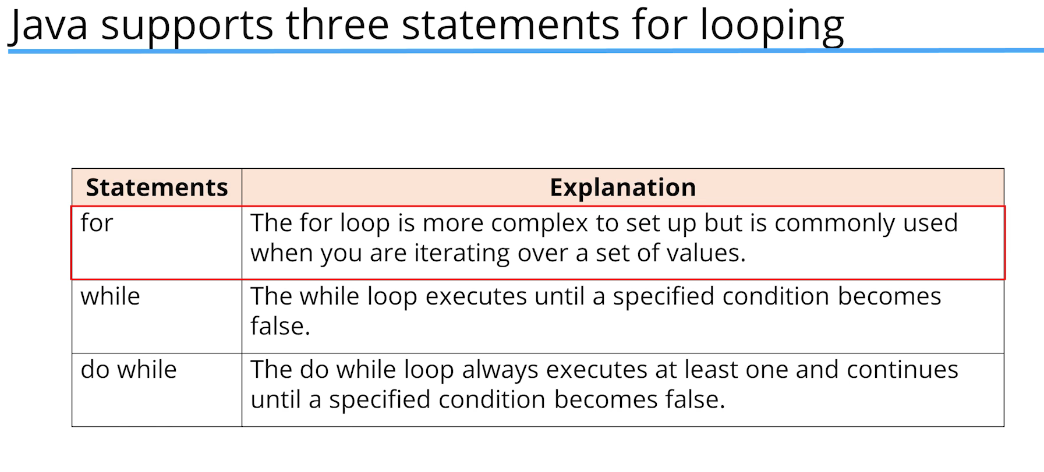 Java supports three statements for looping
Statements
Explanation
for
The for loop is more complex to set up but is commonly used
when you are iterating over a set of values.
while
The while loop executes until a specified condition becomes
false.
do while
The do while loop always executes at least one and continues
until a specified condition becomes false.